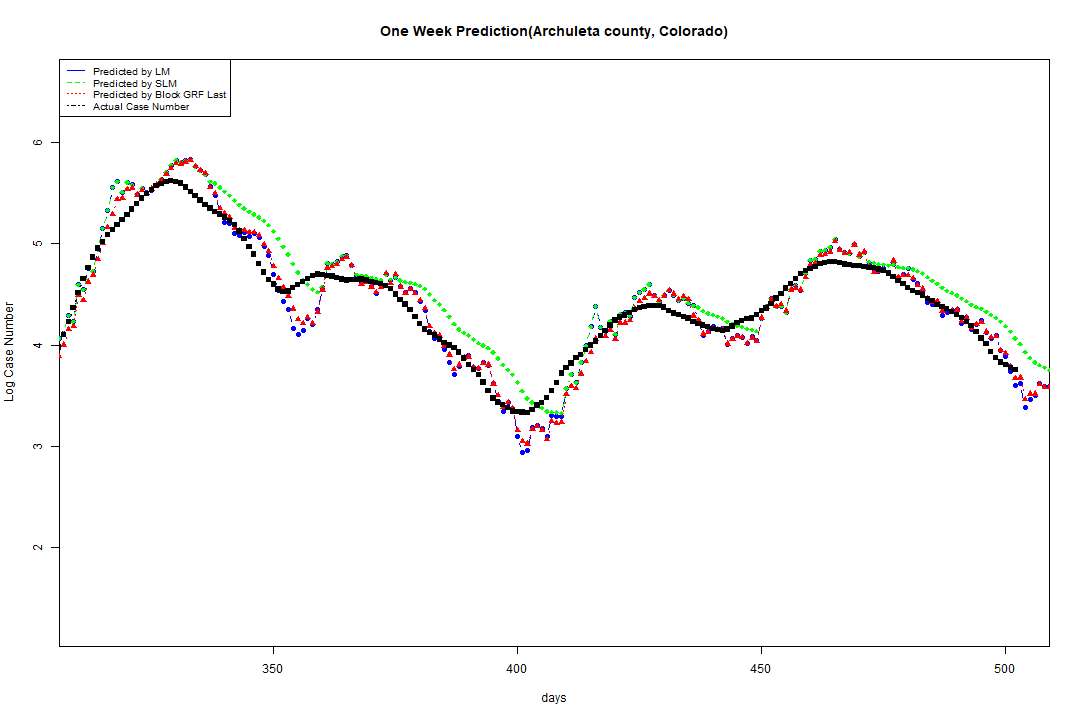 One Week Prediction(Archuleta county, Colorado)
Predicted by LM
Predicted by SLM
Predicted by Block GRF Last
Actual Case Number
6
5
4
3
2
Log Case Number
350 400 450 500
days